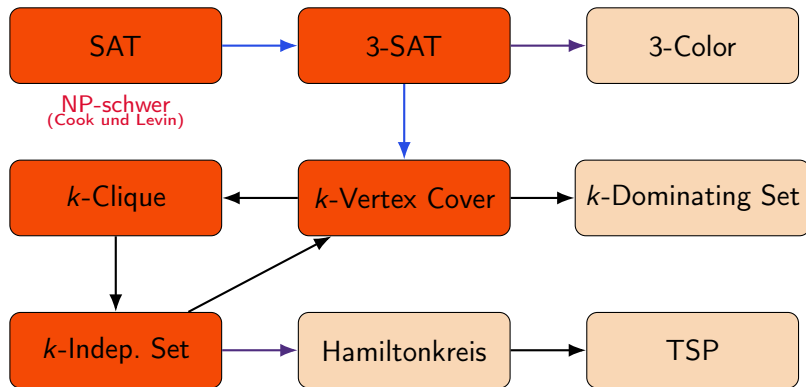 SAT
3-SAT
3-Color
NP-schwer
(Cook und Levin)
k-Clique
k-Vertex Cover
k-Dominating Set
k-Indep. Set
Hamiltonkreis
TSP